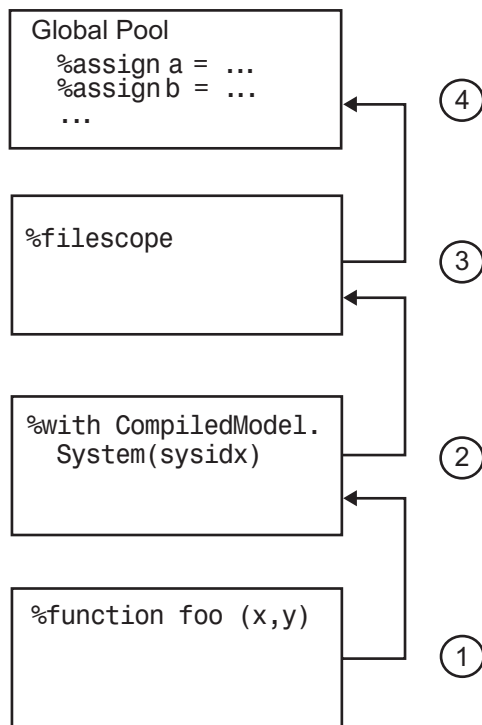 Global Pool
%assign a = ...
%assign b = ...
...
4
%filescope
3
%with CompiledModel.
System(sysidx)
2
%function foo (x,y)
1